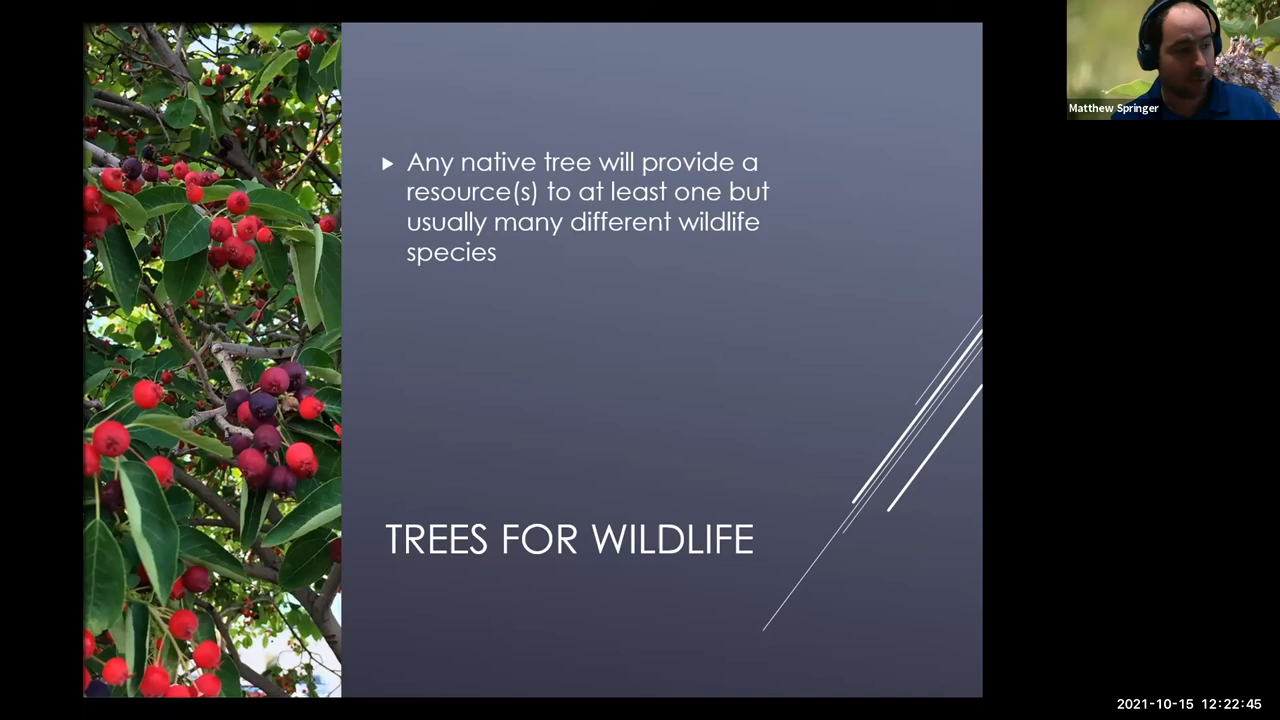 Matthew Springer
Any native tree will provide a
resource(s) to at least one but
usually many different wildlife
species
TREES FOR WILDLIFE
2021-10-15 12:22:45